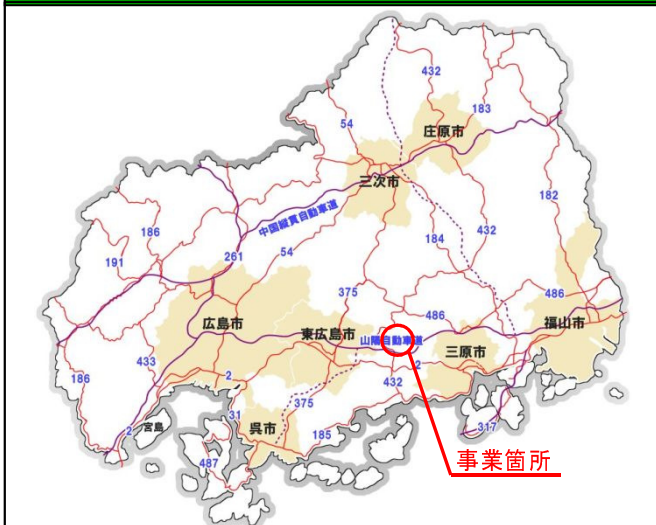 432
183
54
庄原市
三次市
182
中国縦貫自動車道
186
191
261
54
184
432
375
486
486
広島市
東広島市
山陽自動車道
福山市
三原市
433
2
2
432
186
31
375
呉市
185
2
宮島
487
317
事業箇所